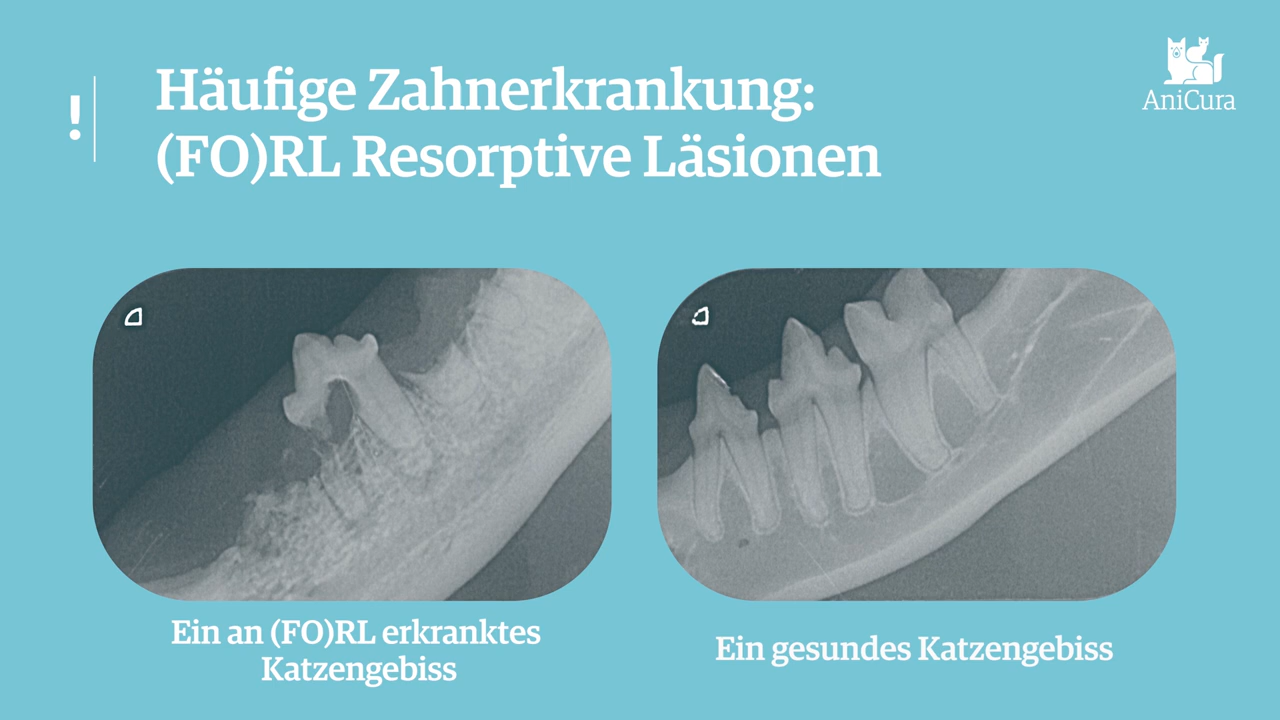 !
Häufige Zahnerkrankung:
(FO)RL Resorptive Läsionen
AniCura
Ein an (FO)RL erkranktes
Katzengebiss
Ein gesundes Katzengebiss